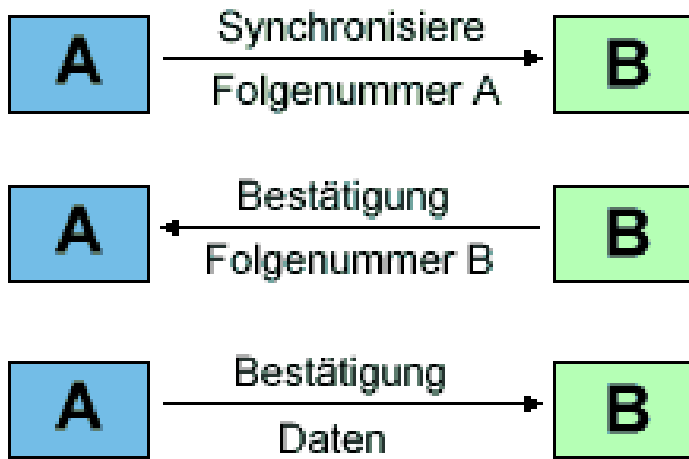 A Synchronisiere B
Folgenummer A
A Bestätigung B
Folgenummer B
A Bestätigung B
Daten